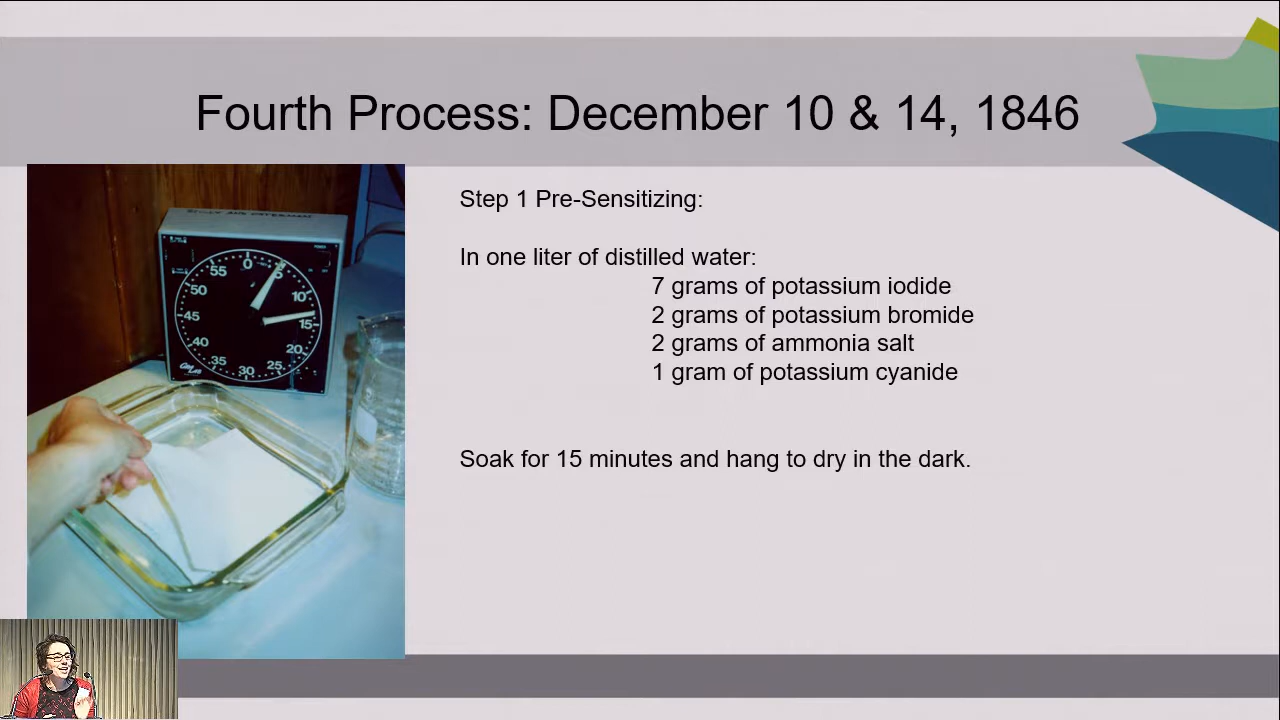 Fourth Process: December 10 & 14, 1846
Step 1 Pre-Sensitizing:
In one liter of distilled water:
7 grams of potassium iodide
2 grams of potassium bromide
2 grams of ammonia salt
1 gram of potassium cyanide
Soak for 15 minutes and hang to dry in the dark.
0
5
10
15
20
25
30
35
40
45
50
55